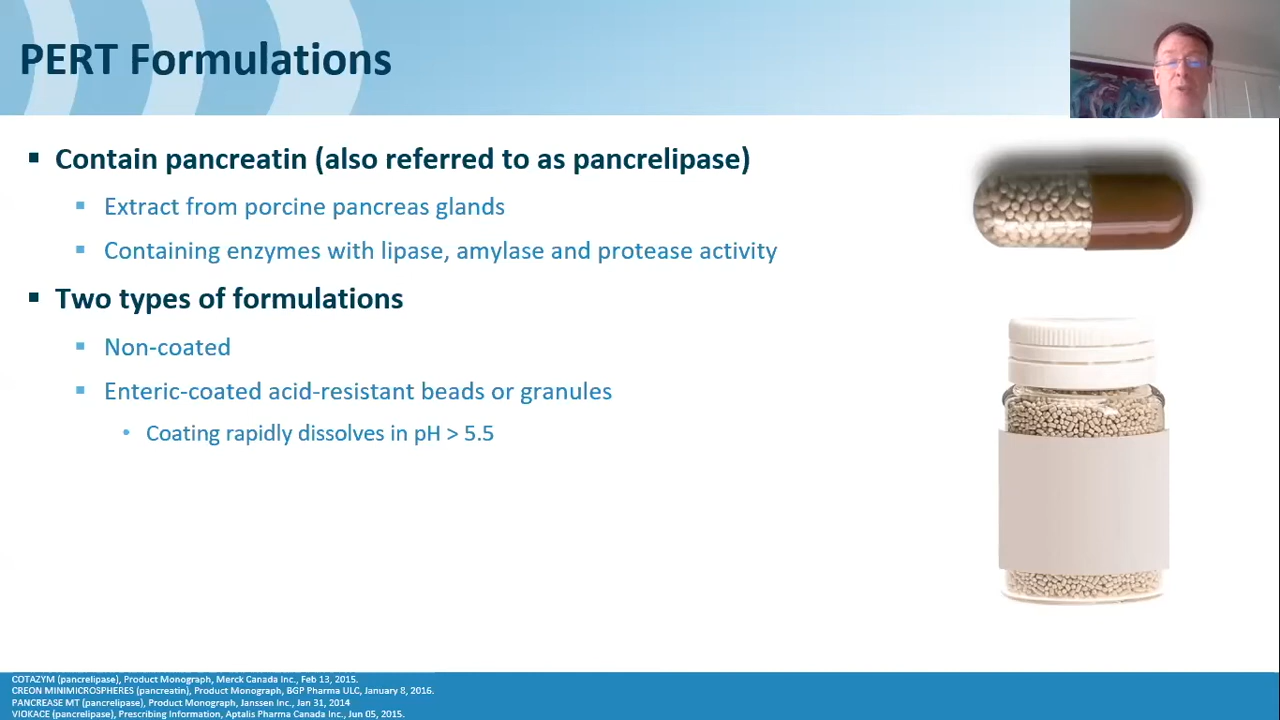 PERT Formulations
Contain pancreatin (also referred to as pancrelipase)
Extract from porcine pancreas glands
Containing enzymes with lipase, amylase and protease activity
Two types of formulations
Non-coated
Enteric-coated acid-resistant beads or granules
Coating rapidly dissolves in pH > 5.5
COTAZYM (pancrelipase), Product Monograph, Merck Canada Inc., Feb 13, 2015.
CREON MINIMICROSPHERES (pancreatin), Product Monograph, BGP Pharma ULC, January 8, 2016.
PANCREASE MT (pancrelipase), Product Monograph, Janssen Inc., Jan 31, 2014
VIOKACE (pancrelipase), Prescribing Information, Aptalis Pharma Canada Inc., Jun 05, 2015.